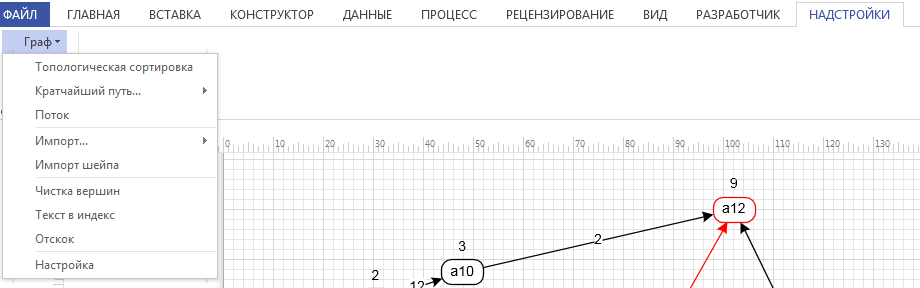 ФАЙЛ ГЛАВНАЯ ВСТАВКА КОНСТРУКТОР ДАННЫЕ ПРОЦЕСС РЕЦЕНЗИРОВАНИЕ ВИД РАЗРАБОТЧИК НАДСТРОЙКИ
Граф
Топологическая сортировка
Кратчайший путь...
Поток
Импорт...
Импорт шейпа
Чистка вершин
Текст в индекс
Отскок
Настройка
0 10 20 30 40 50 60 70 80 90 100 110 120 130
9
a12
2
3
a10
2
12